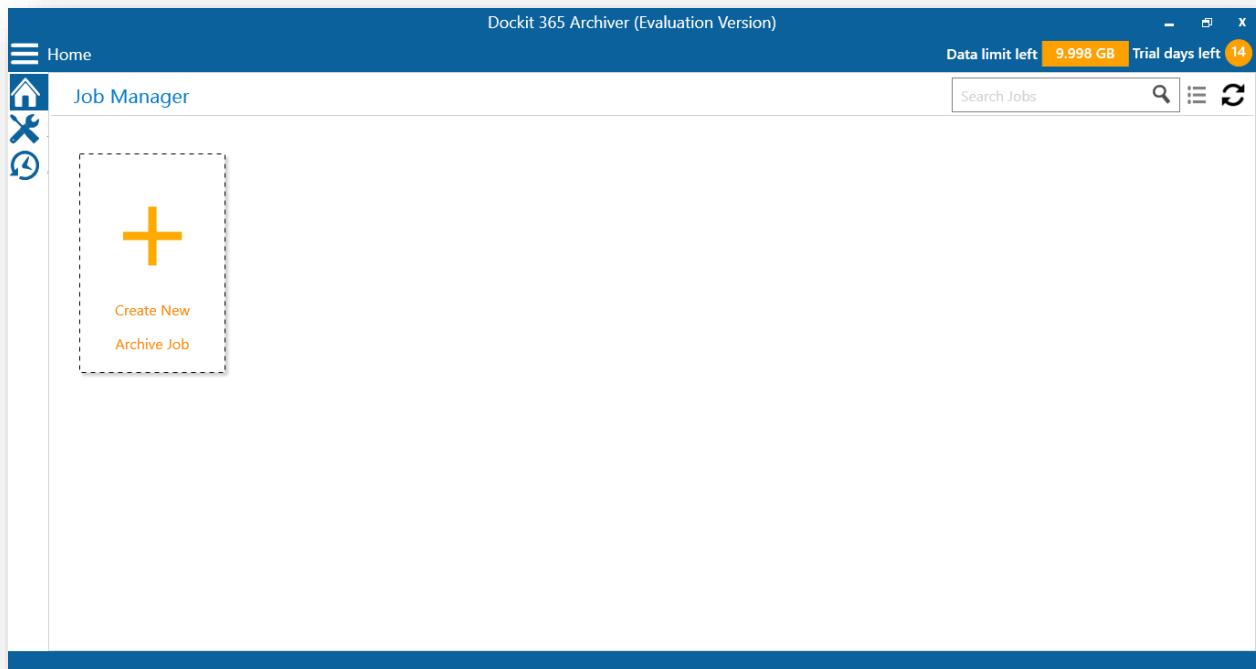 Dockit 365 Archiver (Evaluation Version)
Home
Data limit left 9.998 GB Trial days left 14
Job Manager
Search Jobs
Create New
Archive Job